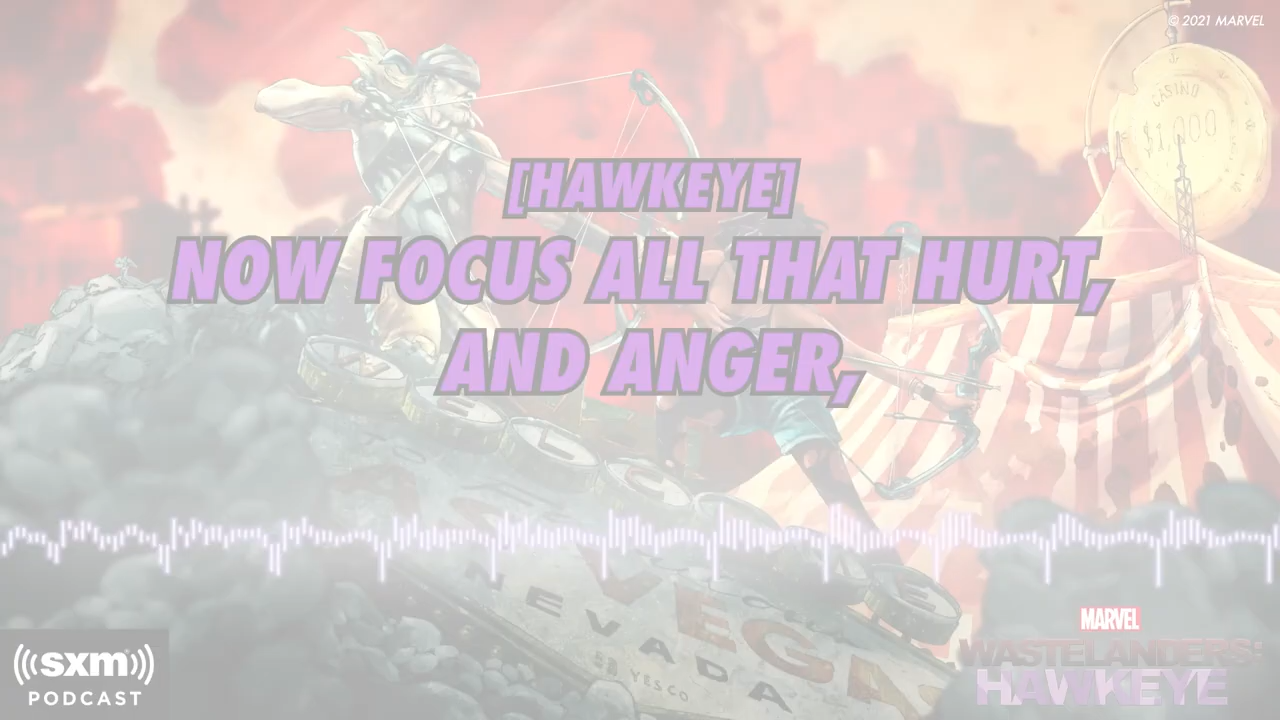 © 2021 MARVEL
CASINO
$1,000
[HAWKEYE]
NOW FOCUS ALL THAT HURT,
AND ANGER,
VEGAS
NEVADA
YESCO
MARVEL
WASTELANDERS:
HAWKEYE
sxm
PODCAST